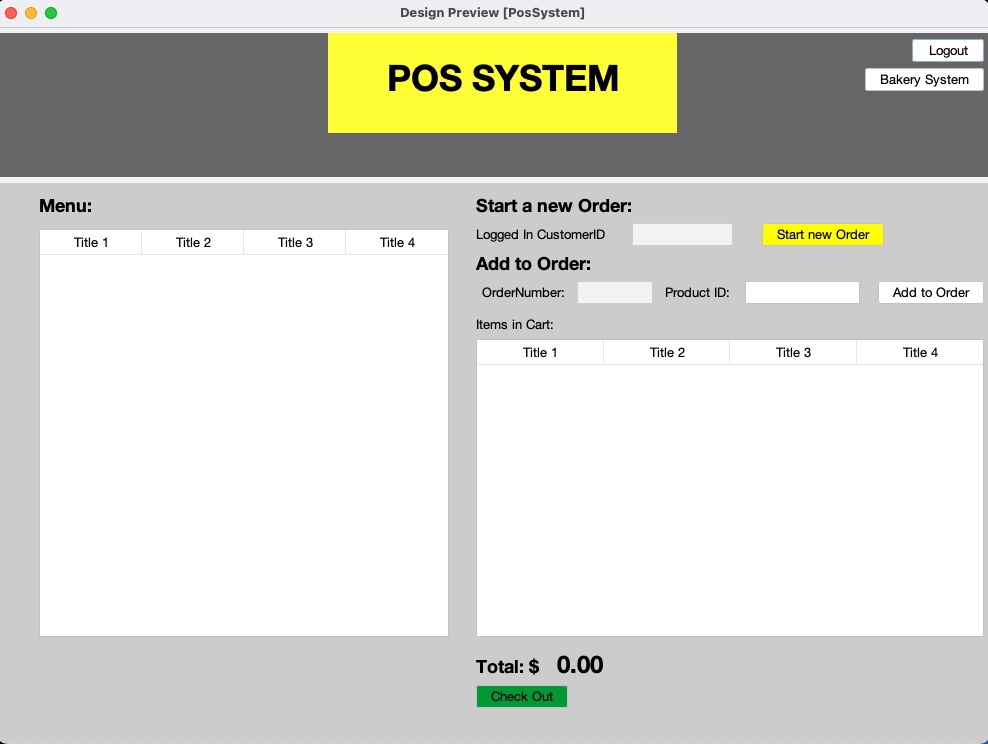 Design Preview [PosSystem]
POS SYSTEM
Logout
Bakery System
Menu:
Title 1 Title 2 Title 3 Title 4
Start a new Order:
Logged In CustomerID Start new Order
Add to Order:
OrderNumber: Product ID: Add to Order
Items in Cart:
Title 1 Title 2 Title 3 Title 4
Total: $ 0.00
Check Out